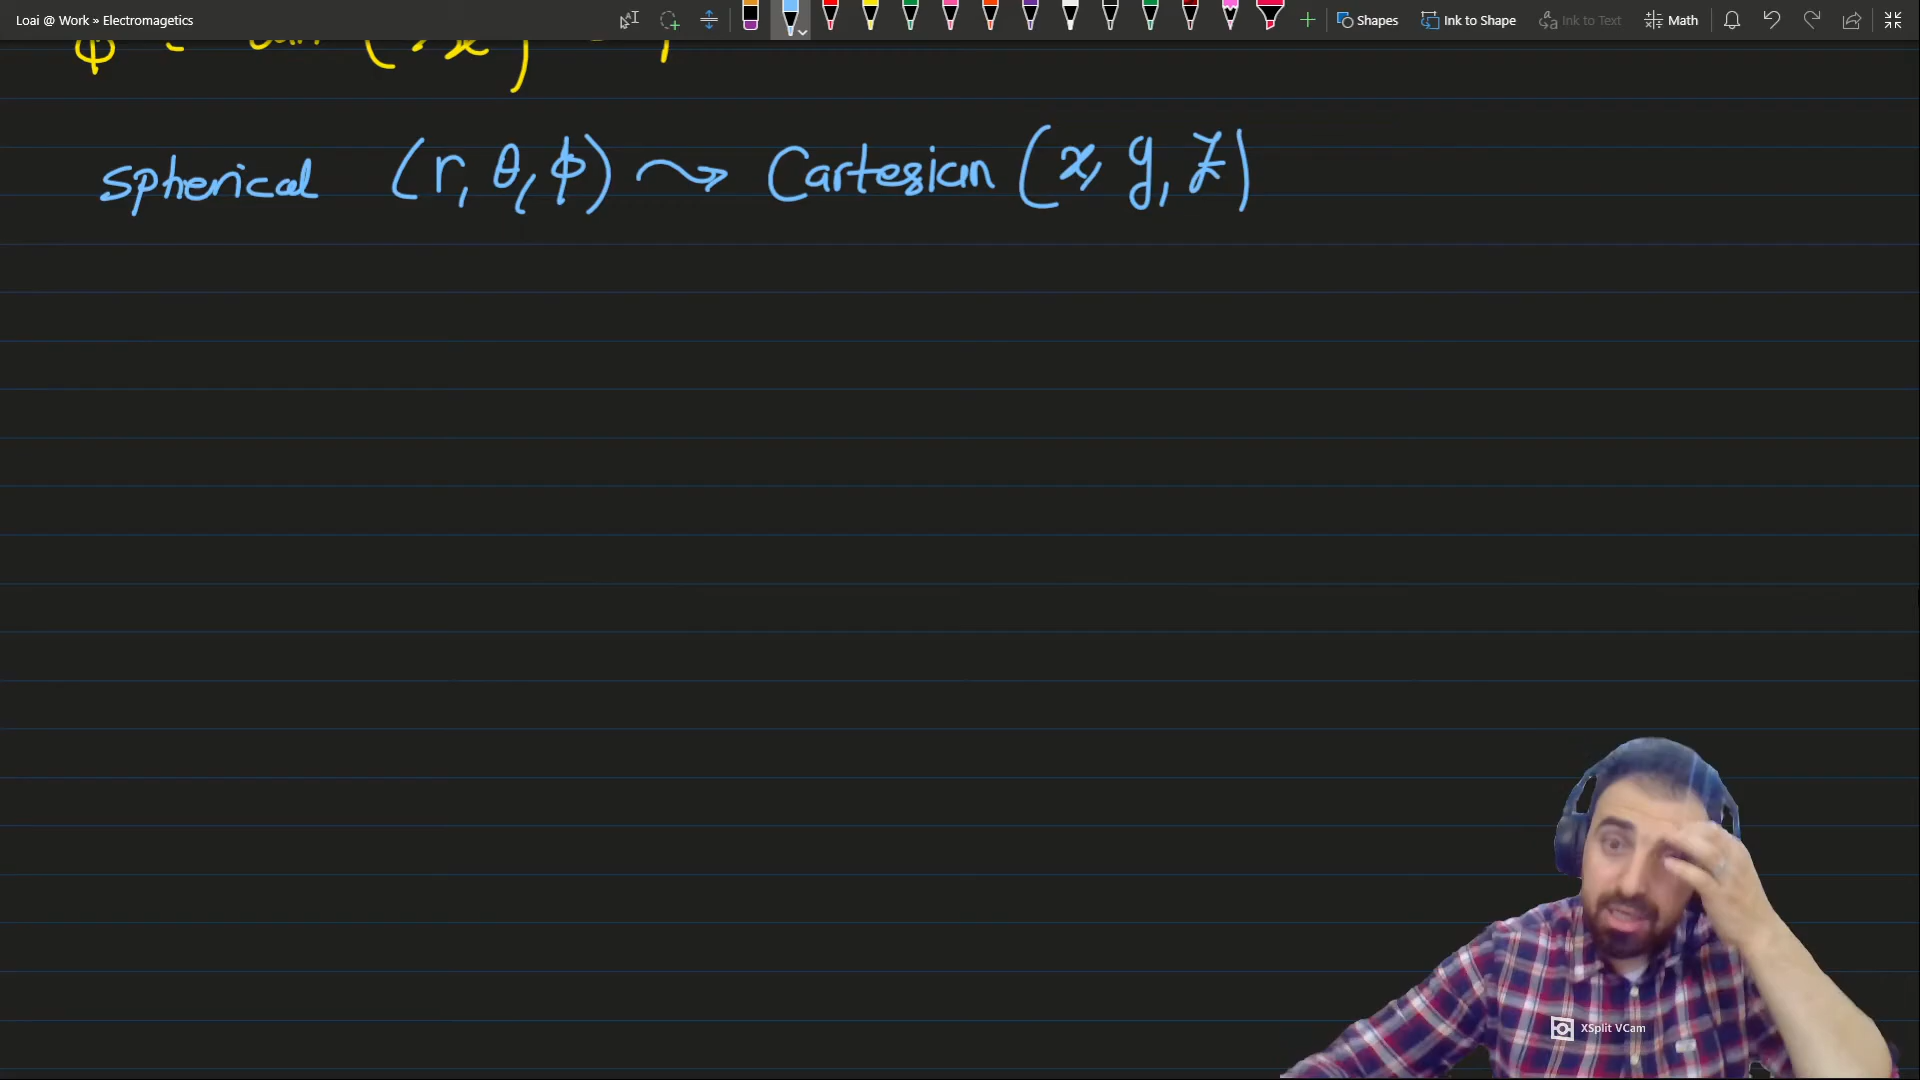 Loai @ Work » Electromagetics
Shapes Ink to Shape Ink to Text Math
spherical (r, θ, φ) ⤳ Cartesian (x, y, z)
XSplit VCam